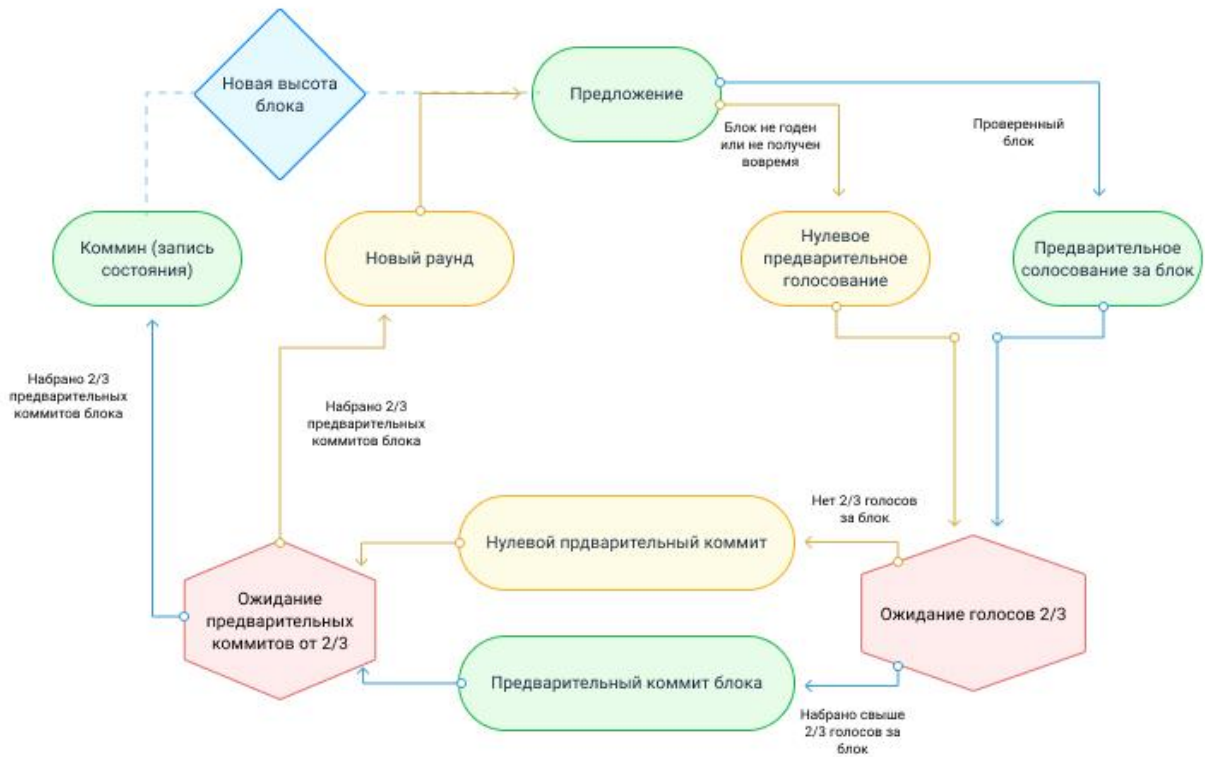 Новая высота
блока
Предложение
Блок не годен
или не получен
вовремя
Проверенный
блок
Коммин (запись
состояния)
Новый раунд
Нулевое
предварительное
голосование
Предварительное
солосование за блок
Набрано 2/3
предварительных
коммитов блока
Набрано 2/3
предварительных
коммитов блока
Нет 2/3 голосов
за блок
Нулевой прдварительный коммит
Ожидание
предварительных
коммитов от 2/3
Ожидание голосов 2/3
Предварительный коммит блока
Набрано свыше
2/3 голосов за
блок